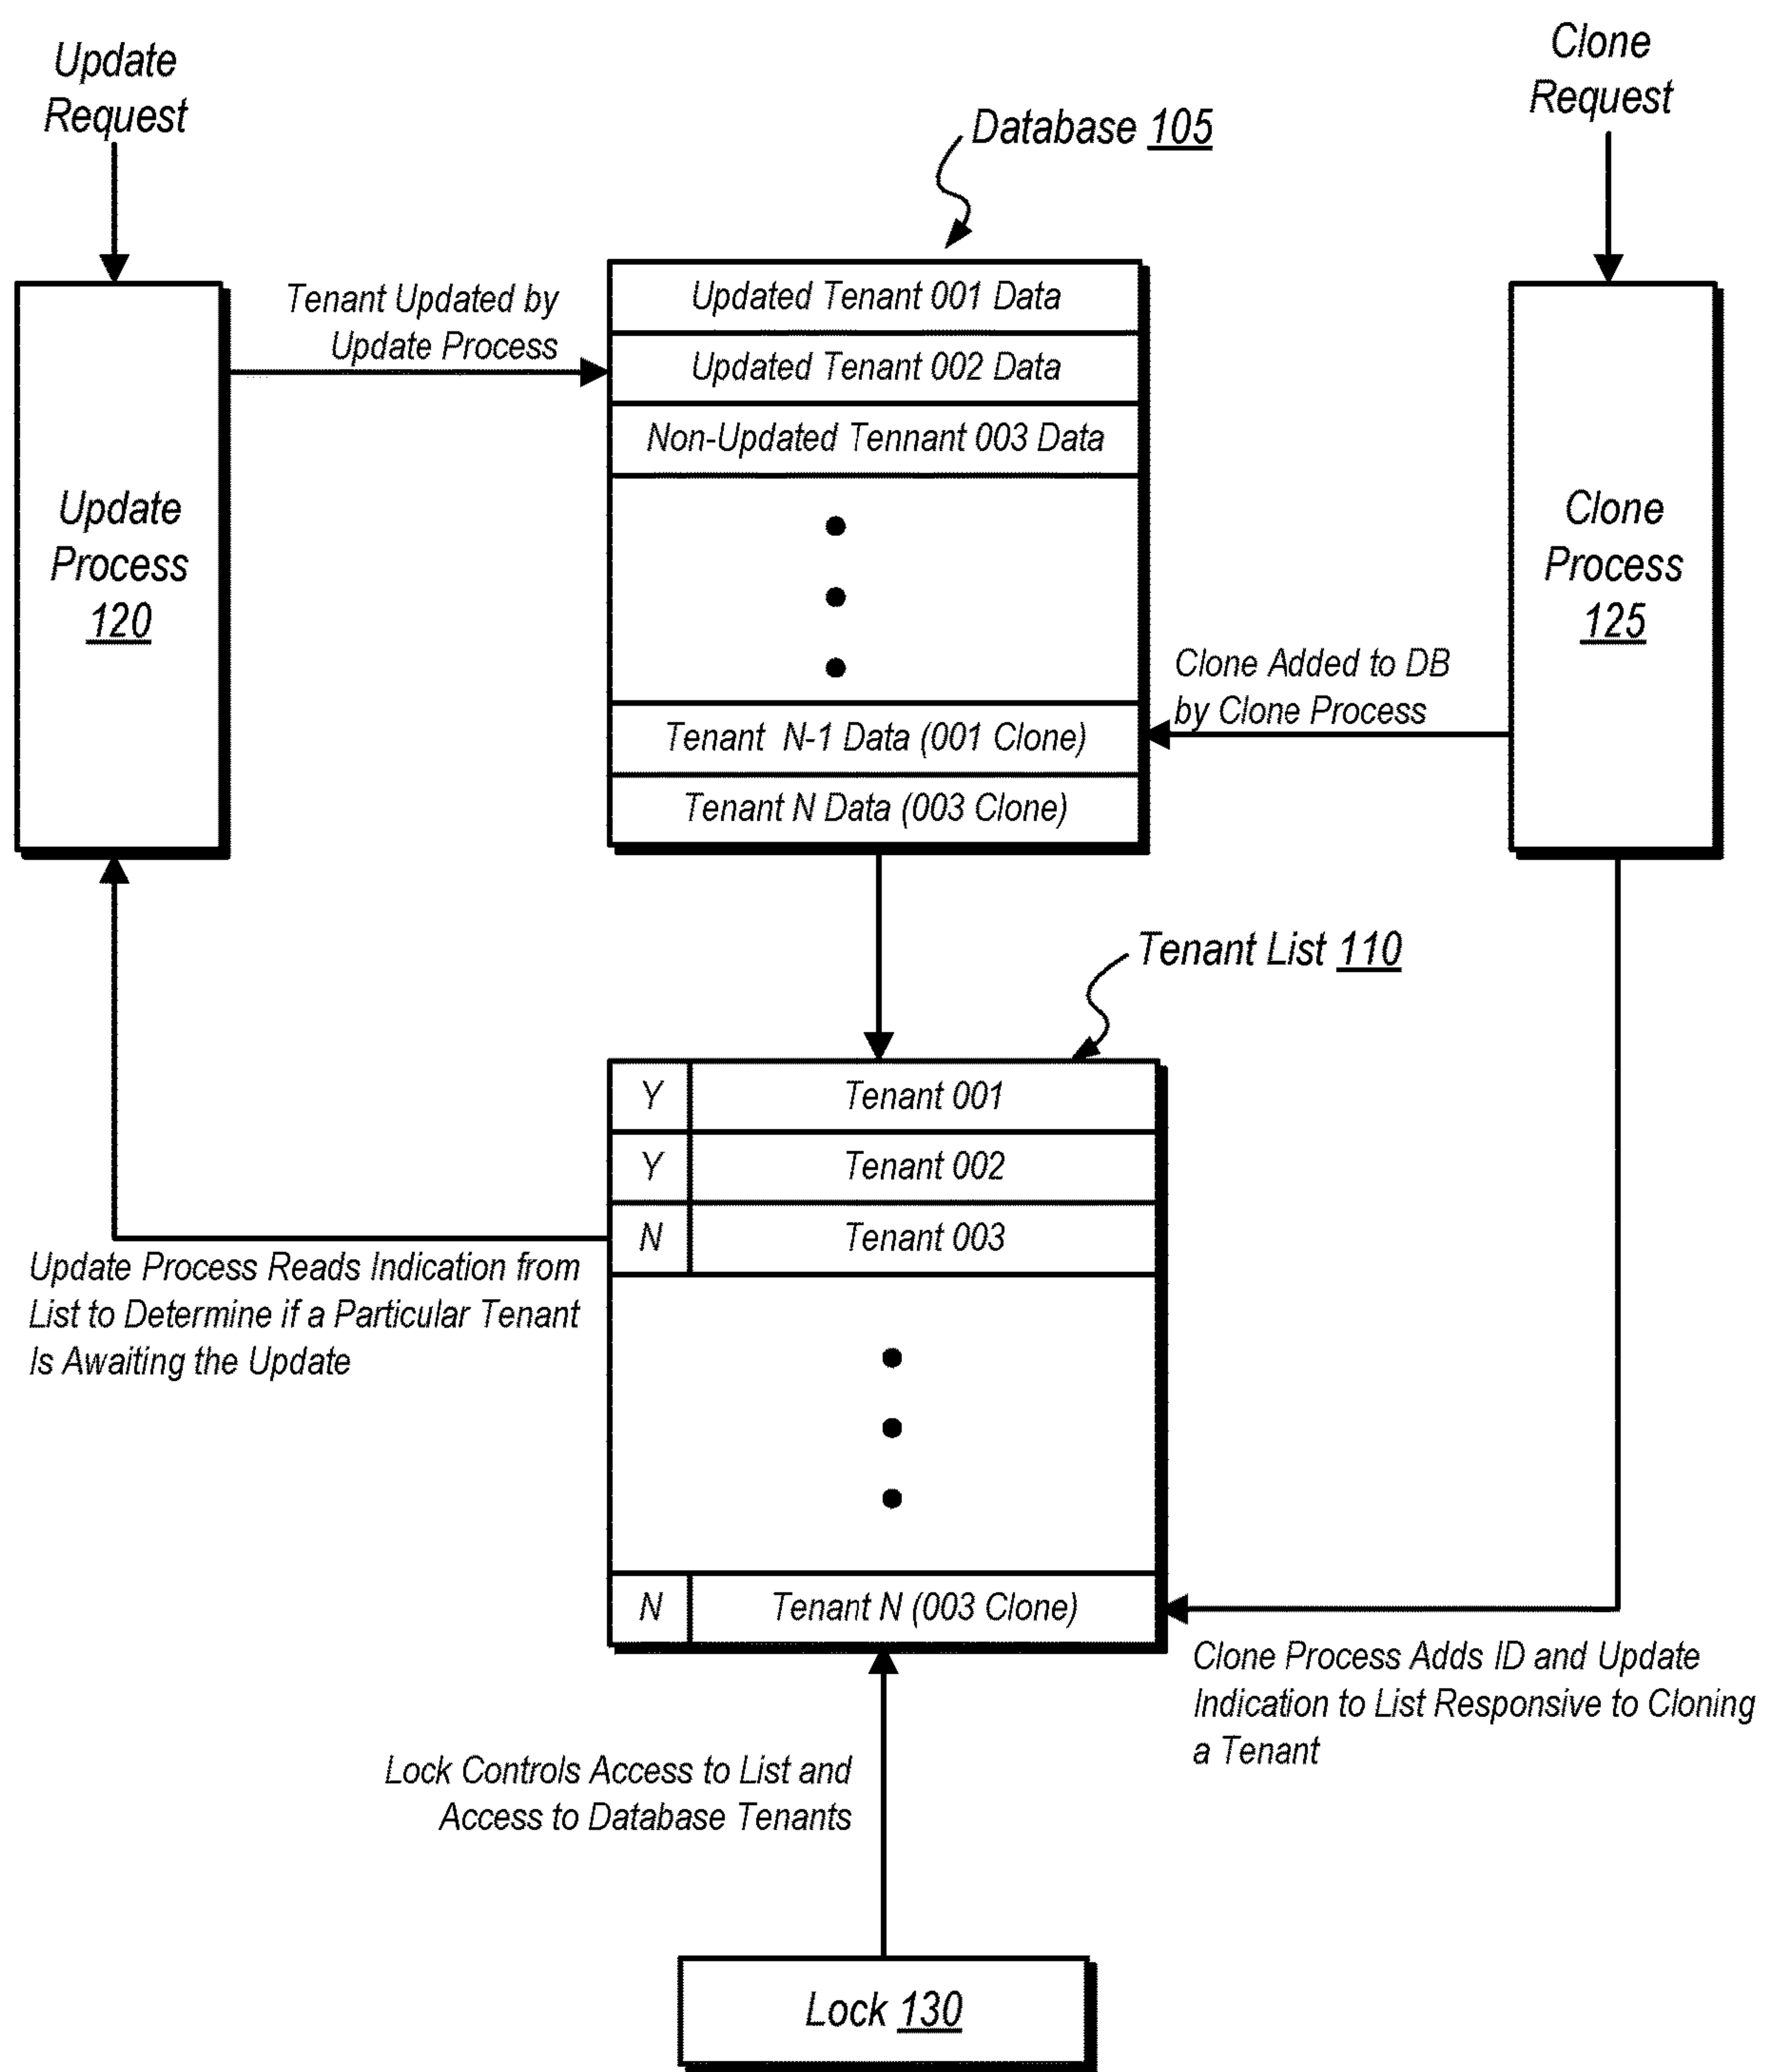 Update
Request
Clone
Request
Database 105
Tenant Updated by
Update Process
Updated Tenant 001 Data
Updated Tenant 002 Data
Non-Updated Tennant 003 Data
Update
Process
120
Clone
Process
125
Clone Added to DB
by Clone Process
Tenant N-1 Data (001 Clone)
Tenant N Data (003 Clone)
Tenant List 110
Y Tenant 001
Y Tenant 002
N Tenant 003
Update Process Reads Indication from
List to Determine if a Particular Tenant
Is Awaiting the Update
N Tenant N (003 Clone)
Clone Process Adds ID and Update
Indication to List Responsive to Cloning
a Tenant
Lock Controls Access to List and
Access to Database Tenants
Lock 130